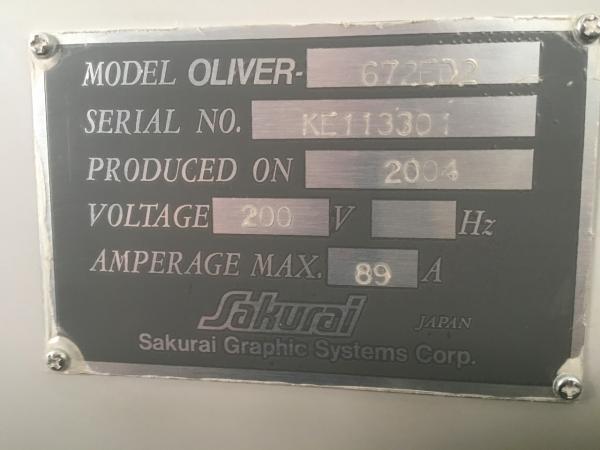 MODEL OLIVER- 672ED2
SERIAL NO. KE113301
PRODUCED ON 2004
VOLTAGE 200 V Hz
AMPERAGE MAX. 89 A
Sakurai JAPAN
Sakurai Graphic Systems Corp.